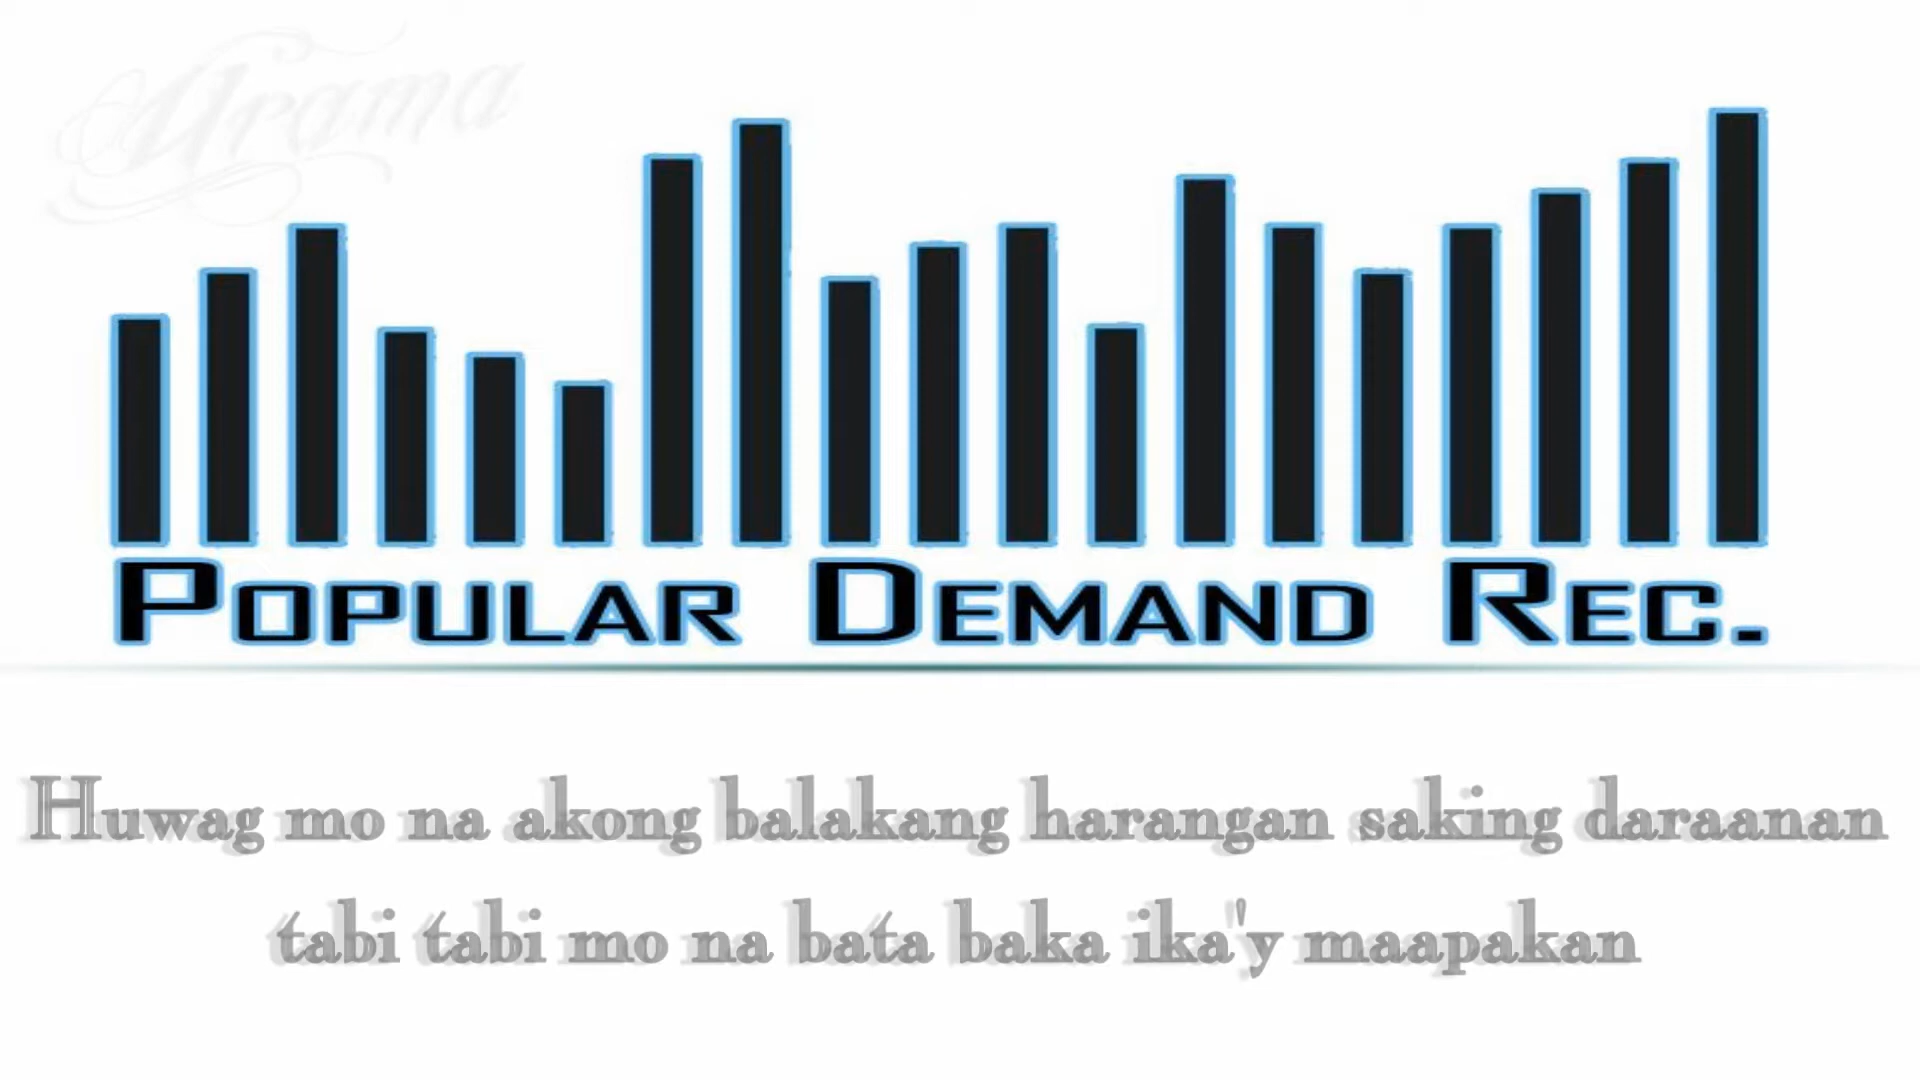 Urama
POPULAR DEMAND REC.
Huwag mo na akong balakang harangan saking daraanan
tabi tabi mo na bata baka ika'y maapakan